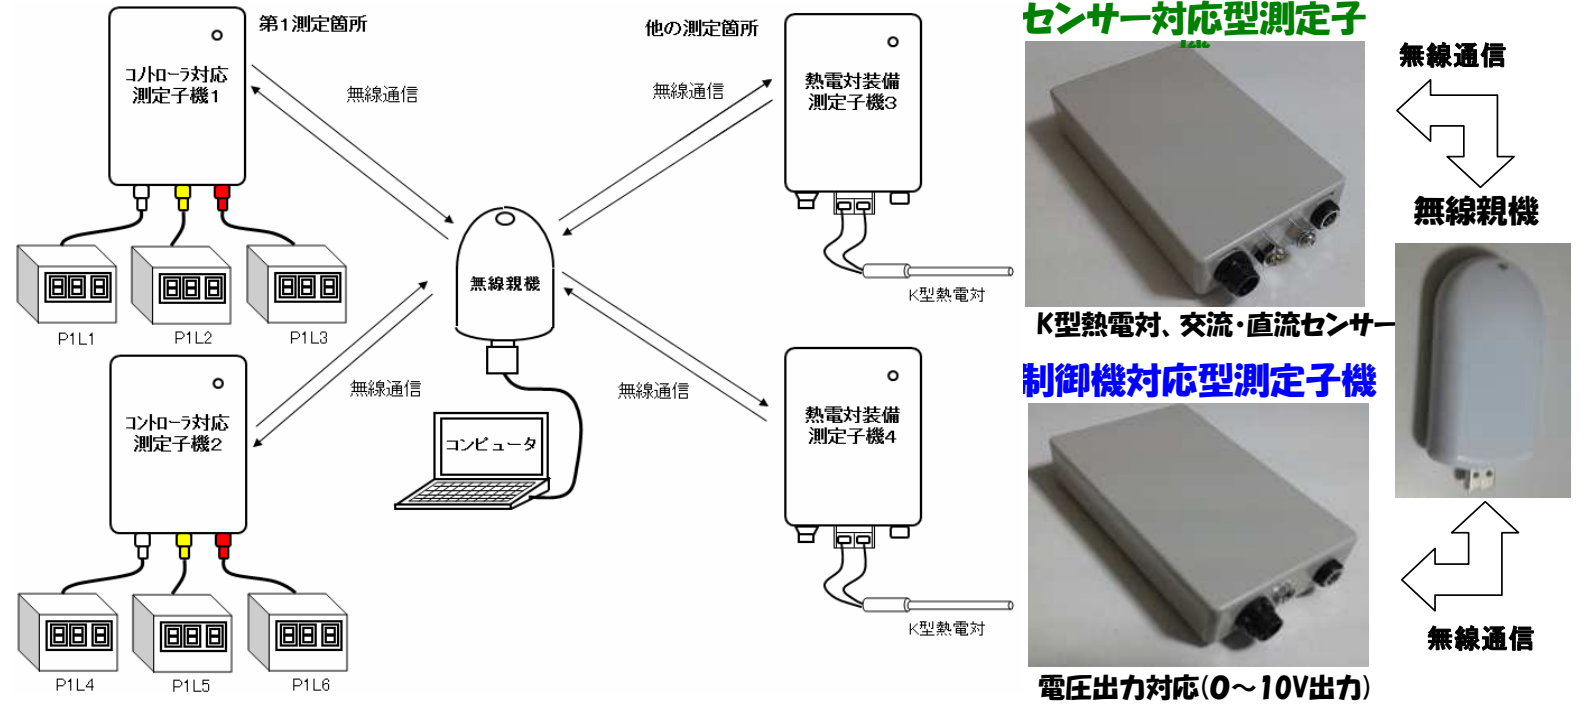 第1測定箇所
コントローラ対応
測定子機1
無線通信
P1L1
P1L2
P1L3
コントローラ対応
測定子機2
無線通信
P1L4
P1L5
P1L6
無線親機
コンピュータ
他の測定箇所
無線通信
熱電対装備
測定子機3
K型熱電対
無線通信
熱電対装備
測定子機4
K型熱電対
センサー対応型測定子
K型熱電対、交流・直流センサー
制御機対応型測定子機
電圧出力対応(0～10V出力)
無線通信
無線親機
無線通信